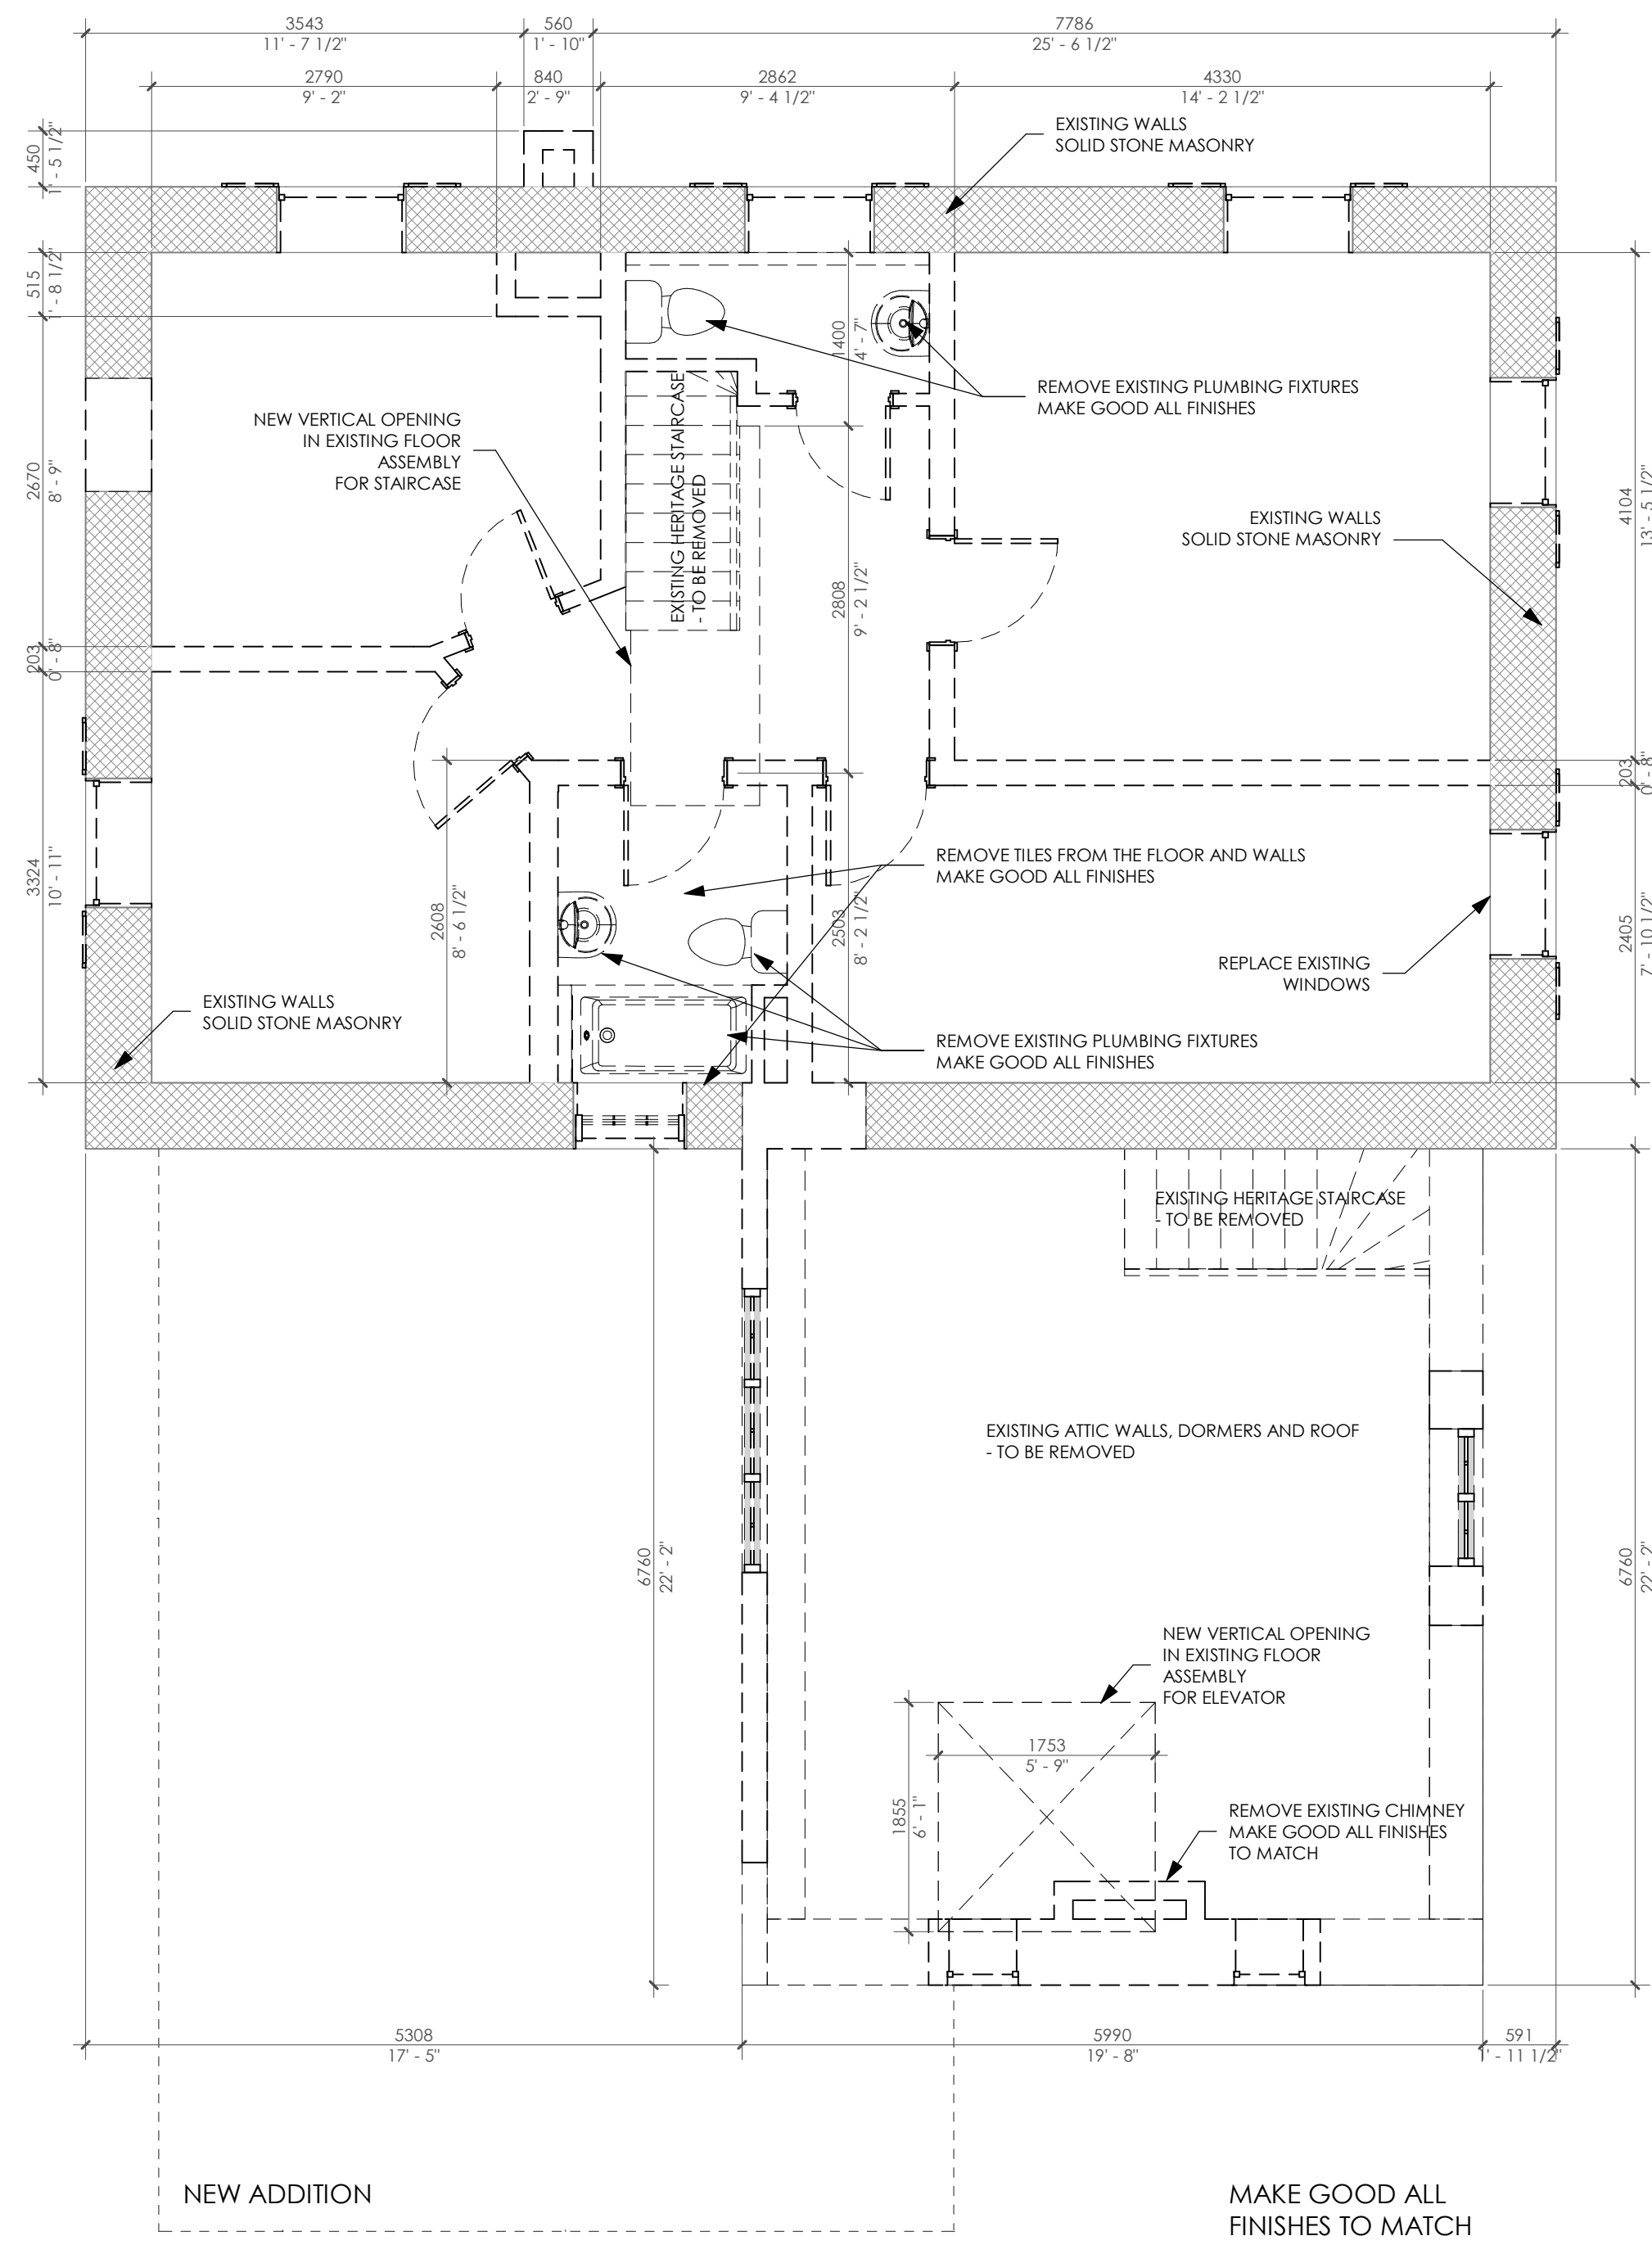 3543
11' - 7 1/2"
560
1' - 10"
7786
25' - 6 1/2"
2790
9' - 2"
840
2' - 9"
2862
9' - 4 1/2"
4330
14' - 2 1/2"
EXISTING WALLS
SOLID STONE MASONRY
450
1' - 5 1/2"
515
1' - 8 1/2"
1400
4' - 7"
REMOVE EXISTING PLUMBING FIXTURES
MAKE GOOD ALL FINISHES
NEW VERTICAL OPENING
IN EXISTING FLOOR
ASSEMBLY
FOR STAIRCASE
EXISTING HERITAGE STAIRCASE
- TO BE REMOVED
2670
8' - 9"
EXISTING WALLS
SOLID STONE MASONRY
4104
13' - 5 1/2"
2808
9' - 2 1/2"
203
0' - 8"
203
0' - 8"
REMOVE TILES FROM THE FLOOR AND WALLS
MAKE GOOD ALL FINISHES
3324
10' - 11"
2608
8' - 6 1/2"
2503
8' - 2 1/2"
2405
7' - 10 1/2"
REPLACE EXISTING
WINDOWS
EXISTING WALLS
SOLID STONE MASONRY
REMOVE EXISTING PLUMBING FIXTURES
MAKE GOOD ALL FINISHES
EXISTING HERITAGE STAIRCASE
- TO BE REMOVED
EXISTING ATTIC WALLS, DORMERS AND ROOF
- TO BE REMOVED
6760
22' - 2"
6760
22' - 2"
NEW VERTICAL OPENING
IN EXISTING FLOOR
ASSEMBLY
FOR ELEVATOR
1753
5' - 9"
1855
6' - 1"
REMOVE EXISTING CHIMNEY
MAKE GOOD ALL FINISHES
TO MATCH
5308
17' - 5"
5990
19' - 8"
591
1' - 11 1/2"
NEW ADDITION
MAKE GOOD ALL
FINISHES TO MATCH